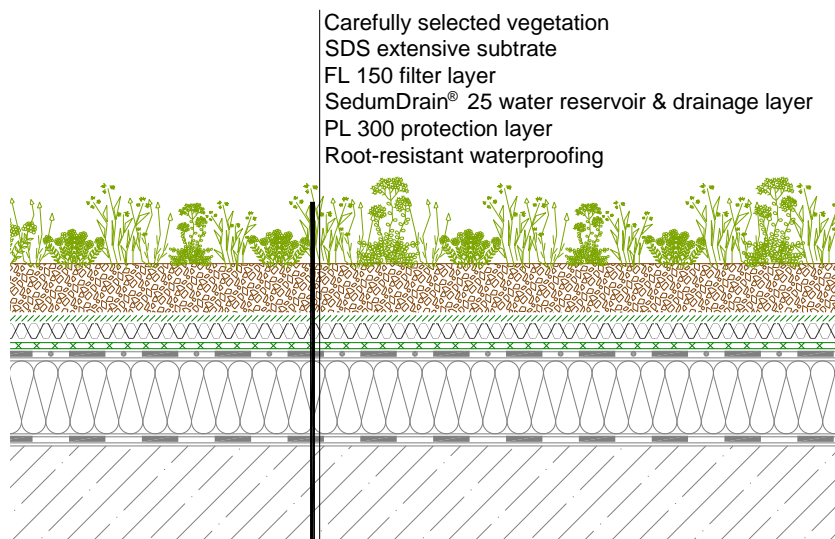 Carefully selected vegetation
SDS extensive subtrate
FL 150 filter layer
SedumDrain® 25 water reservoir & drainage layer
PL 300 protection layer
Root-resistant waterproofing